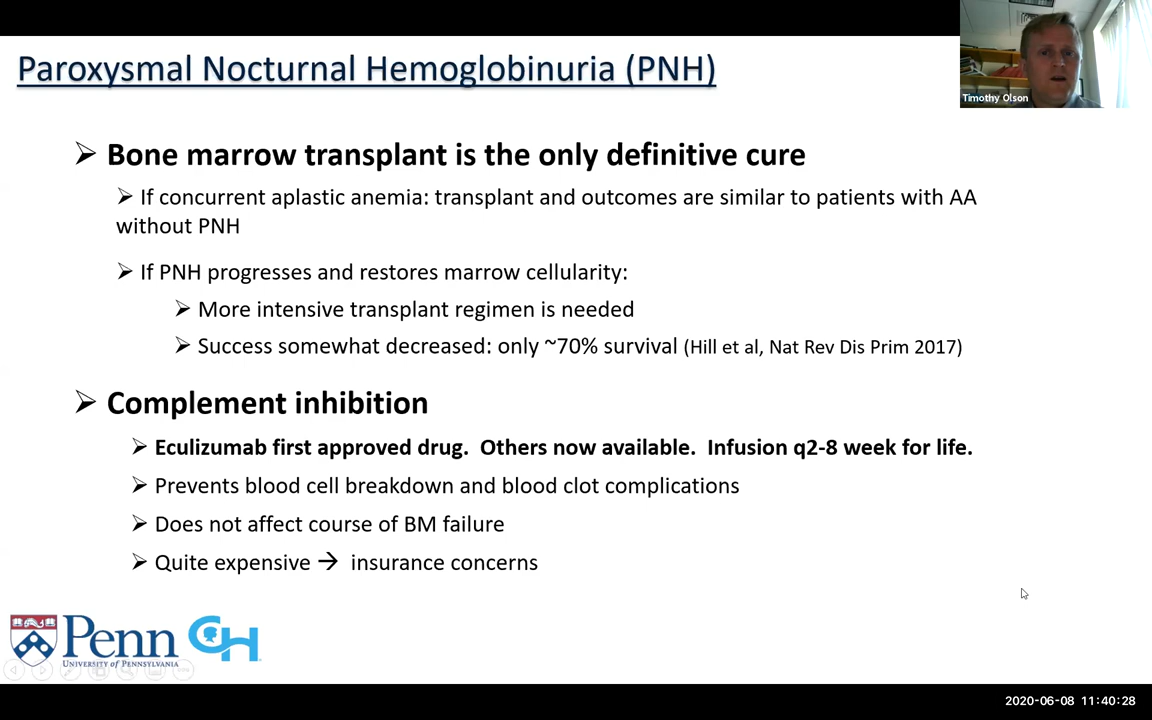 Paroxysmal Nocturnal Hemoglobinuria (PNH)
Timothy Olson
➢ Bone marrow transplant is the only definitive cure
➢ If concurrent aplastic anemia: transplant and outcomes are similar to patients with AA
without PNH
➢ If PNH progresses and restores marrow cellularity:
➢ More intensive transplant regimen is needed
➢ Success somewhat decreased: only ~70% survival (Hill et al, Nat Rev Dis Prim 2017)
➢ Complement inhibition
➢ Eculizumab first approved drug.  Others now available.  Infusion q2-8 week for life.
➢ Prevents blood cell breakdown and blood clot complications
➢ Does not affect course of BM failure
➢ Quite expensive → insurance concerns
Penn CH
UNIVERSITY OF PENNSYLVANIA
2020-06-08 11:40:28